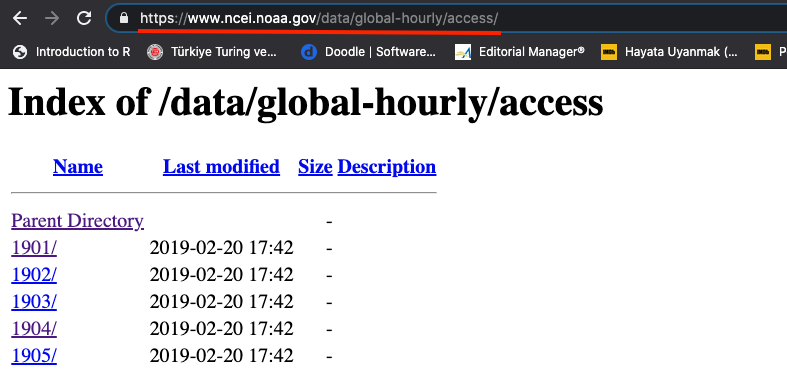 https://www.ncei.noaa.gov/data/global-hourly/access/
Introduction to R Türkiye Turing ve... Doodle | Software... Editorial Manager® Hayata Uyanmak (... P
Index of /data/global-hourly/access
Name Last modified Size Description
Parent Directory -
1901/ 2019-02-20 17:42 -
1902/ 2019-02-20 17:42 -
1903/ 2019-02-20 17:42 -
1904/ 2019-02-20 17:42 -
1905/ 2019-02-20 17:42 -